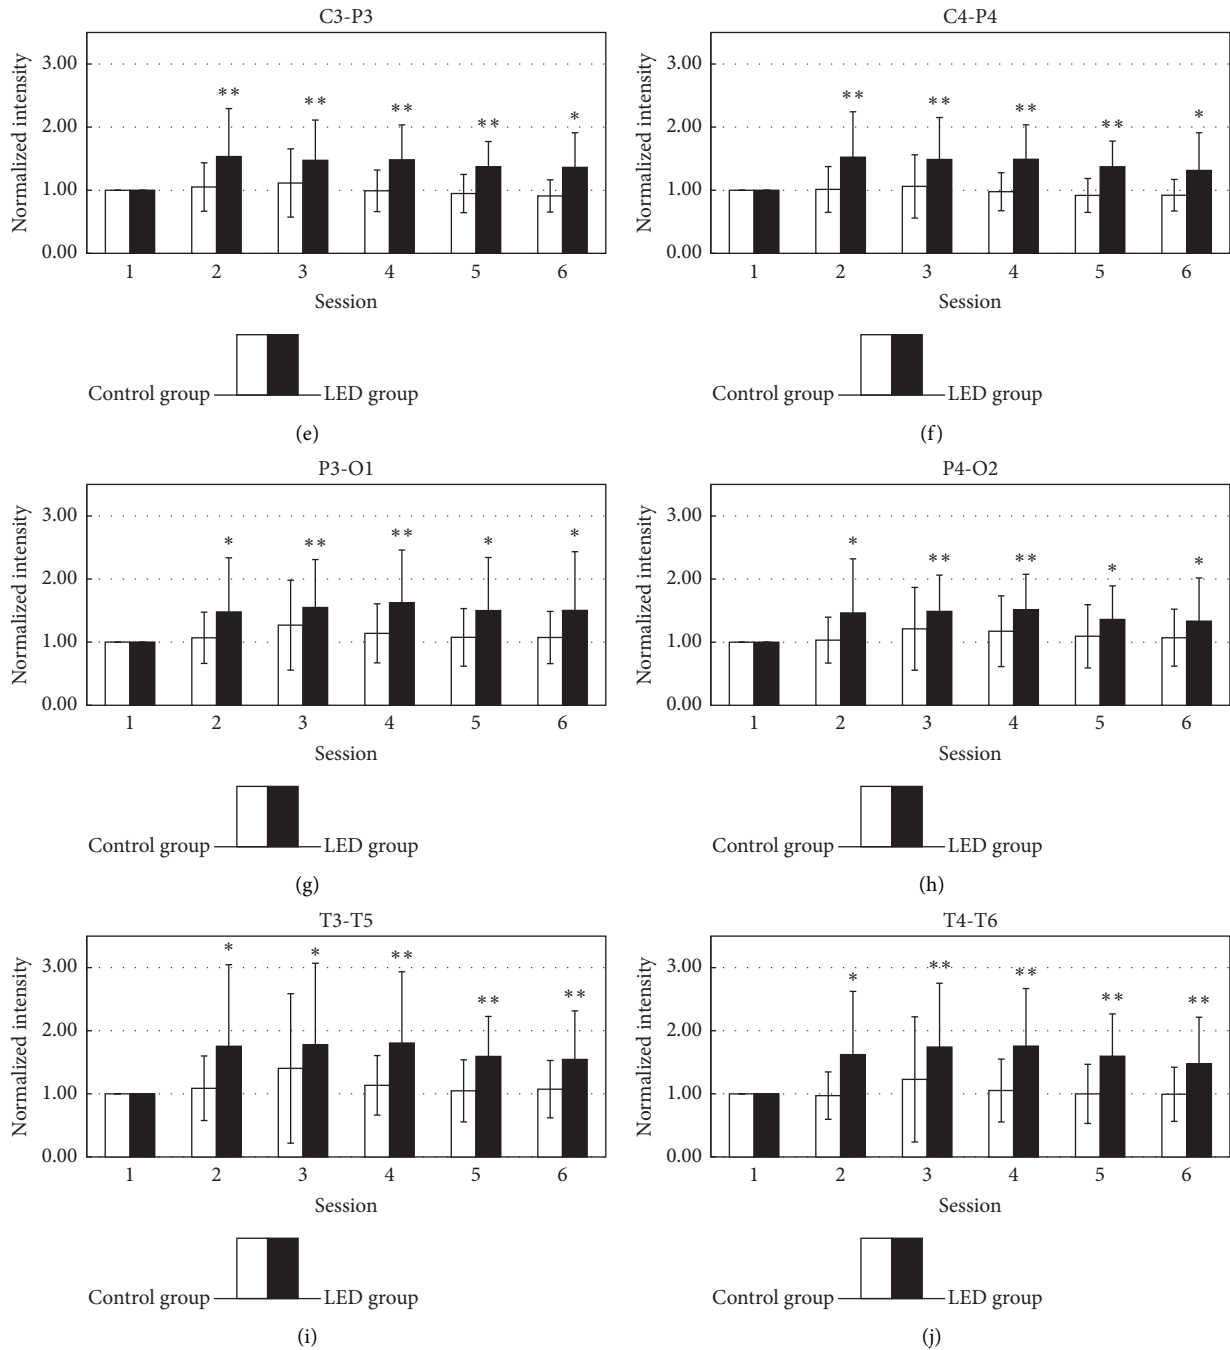 C3-P3
Normalized intensity
3.00
2.00
1.00
0.00
** ** ** ** *
1 2 3 4 5 6
Session
Control group LED group
(e)
C4-P4
Normalized intensity
3.00
2.00
1.00
0.00
** ** ** ** *
1 2 3 4 5 6
Session
Control group LED group
(f)
P3-O1
Normalized intensity
3.00
2.00
1.00
0.00
* ** ** * *
1 2 3 4 5 6
Session
Control group LED group
(g)
P4-O2
Normalized intensity
3.00
2.00
1.00
0.00
* ** ** * *
1 2 3 4 5 6
Session
Control group LED group
(h)
T3-T5
Normalized intensity
3.00
2.00
1.00
0.00
* * ** ** **
1 2 3 4 5 6
Session
Control group LED group
(i)
T4-T6
Normalized intensity
3.00
2.00
1.00
0.00
* ** ** ** **
1 2 3 4 5 6
Session
Control group LED group
(j)